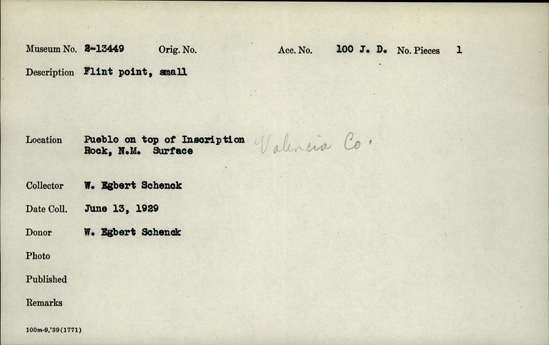 Museum No. 2-13449 Orig. No. Acc. No. 100 J. D. No. Pieces 1
Description Flint point, small
Location Pueblo on top of Inscription Valencia Co.
Rock, N.M. Surface
Collector W. Egbert Schenck
Date Coll. June 13, 1929
Donor W. Egbert Schenck
Photo
Published
Remarks
100m-9,'39(1771)